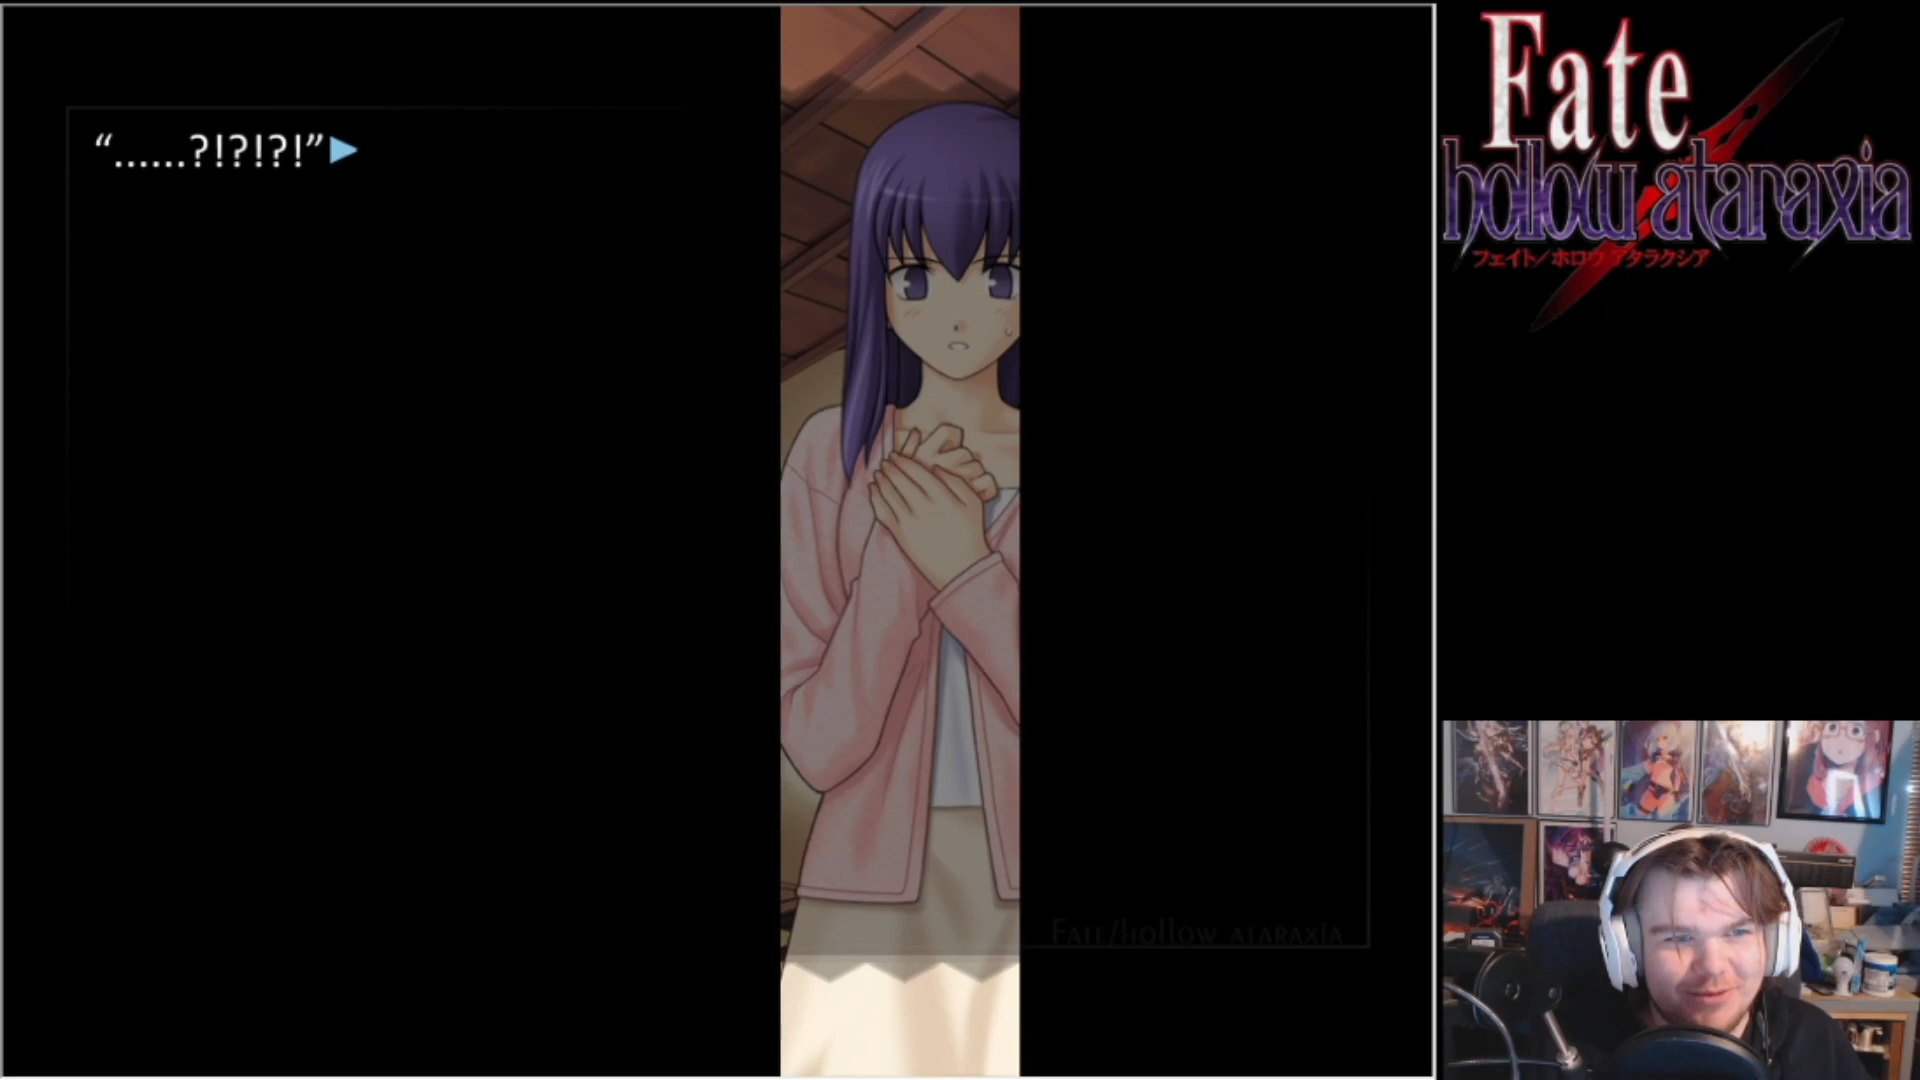 “......?!?!?!”
Fate/hollow ataraxia
Fate
hollow ataraxia
フェイト/ホロウ アタラクシア